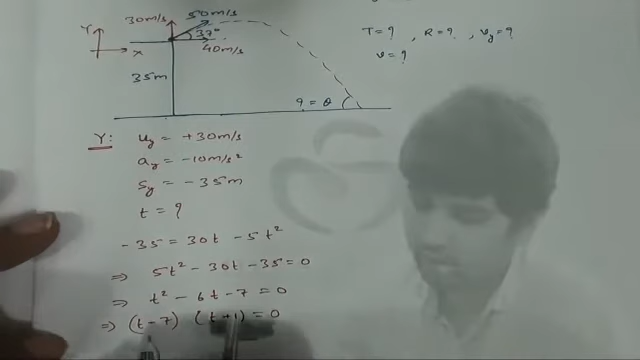 Y 30m/s 50m/s T=? , R=? , vy=?
37°
X 40m/s v=?
35m
?=θ
Y: uy = +30m/s
ay = -10m/s²
Sy = -35m
t = ?
-35 = 30t - 5t²
⇒ 5t² - 30t - 35 = 0
⇒ t² - 6t - 7 = 0
⇒ (t-7) (t+1) = 0